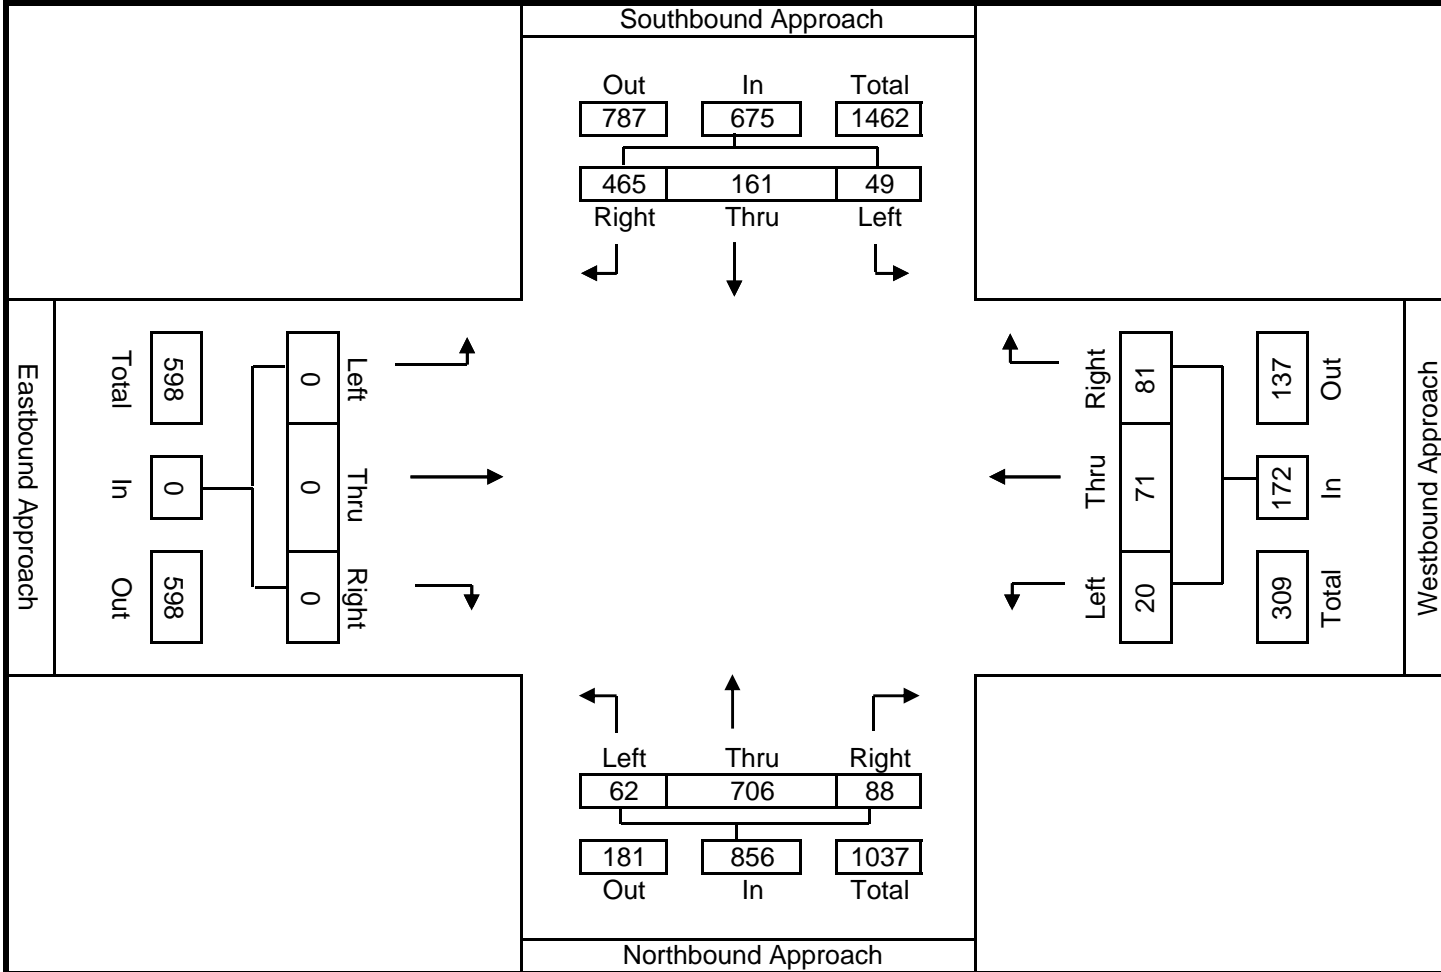 Southbound Approach
Out In Total
787 675 1462
465 161 49
Right Thru Left
Eastbound Approach
Total In Out
598 0 598
0 0 0
Left Thru Right
Right Thru Left
81 71 20
137 172 309
Out In Total
Westbound Approach
Left Thru Right
62 706 88
181 856 1037
Out In Total
Northbound Approach